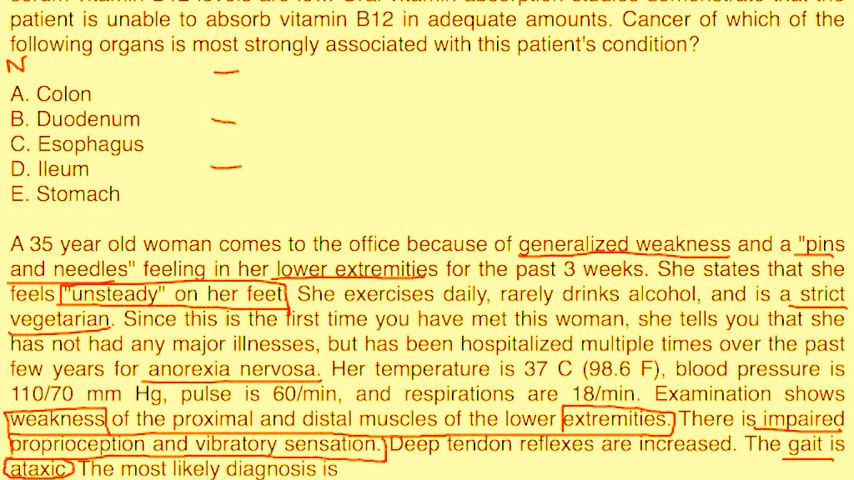 patient is unable to absorb vitamin B12 in adequate amounts. Cancer of which of the
following organs is most strongly associated with this patient's condition?
N
A. Colon
B. Duodenum
C. Esophagus
D. Ileum
E. Stomach
A 35 year old woman comes to the office because of generalized weakness and a "pins
and needles" feeling in her lower extremities for the past 3 weeks. She states that she
feels "unsteady" on her feet. She exercises daily, rarely drinks alcohol, and is a strict
vegetarian. Since this is the first time you have met this woman, she tells you that she
has not had any major illnesses, but has been hospitalized multiple times over the past
few years for anorexia nervosa. Her temperature is 37 C (98.6 F), blood pressure is
110/70 mm Hg, pulse is 60/min, and respirations are 18/min. Examination shows
weakness of the proximal and distal muscles of the lower extremities. There is impaired
proprioception and vibratory sensation. Deep tendon reflexes are increased. The gait is
ataxic. The most likely diagnosis is